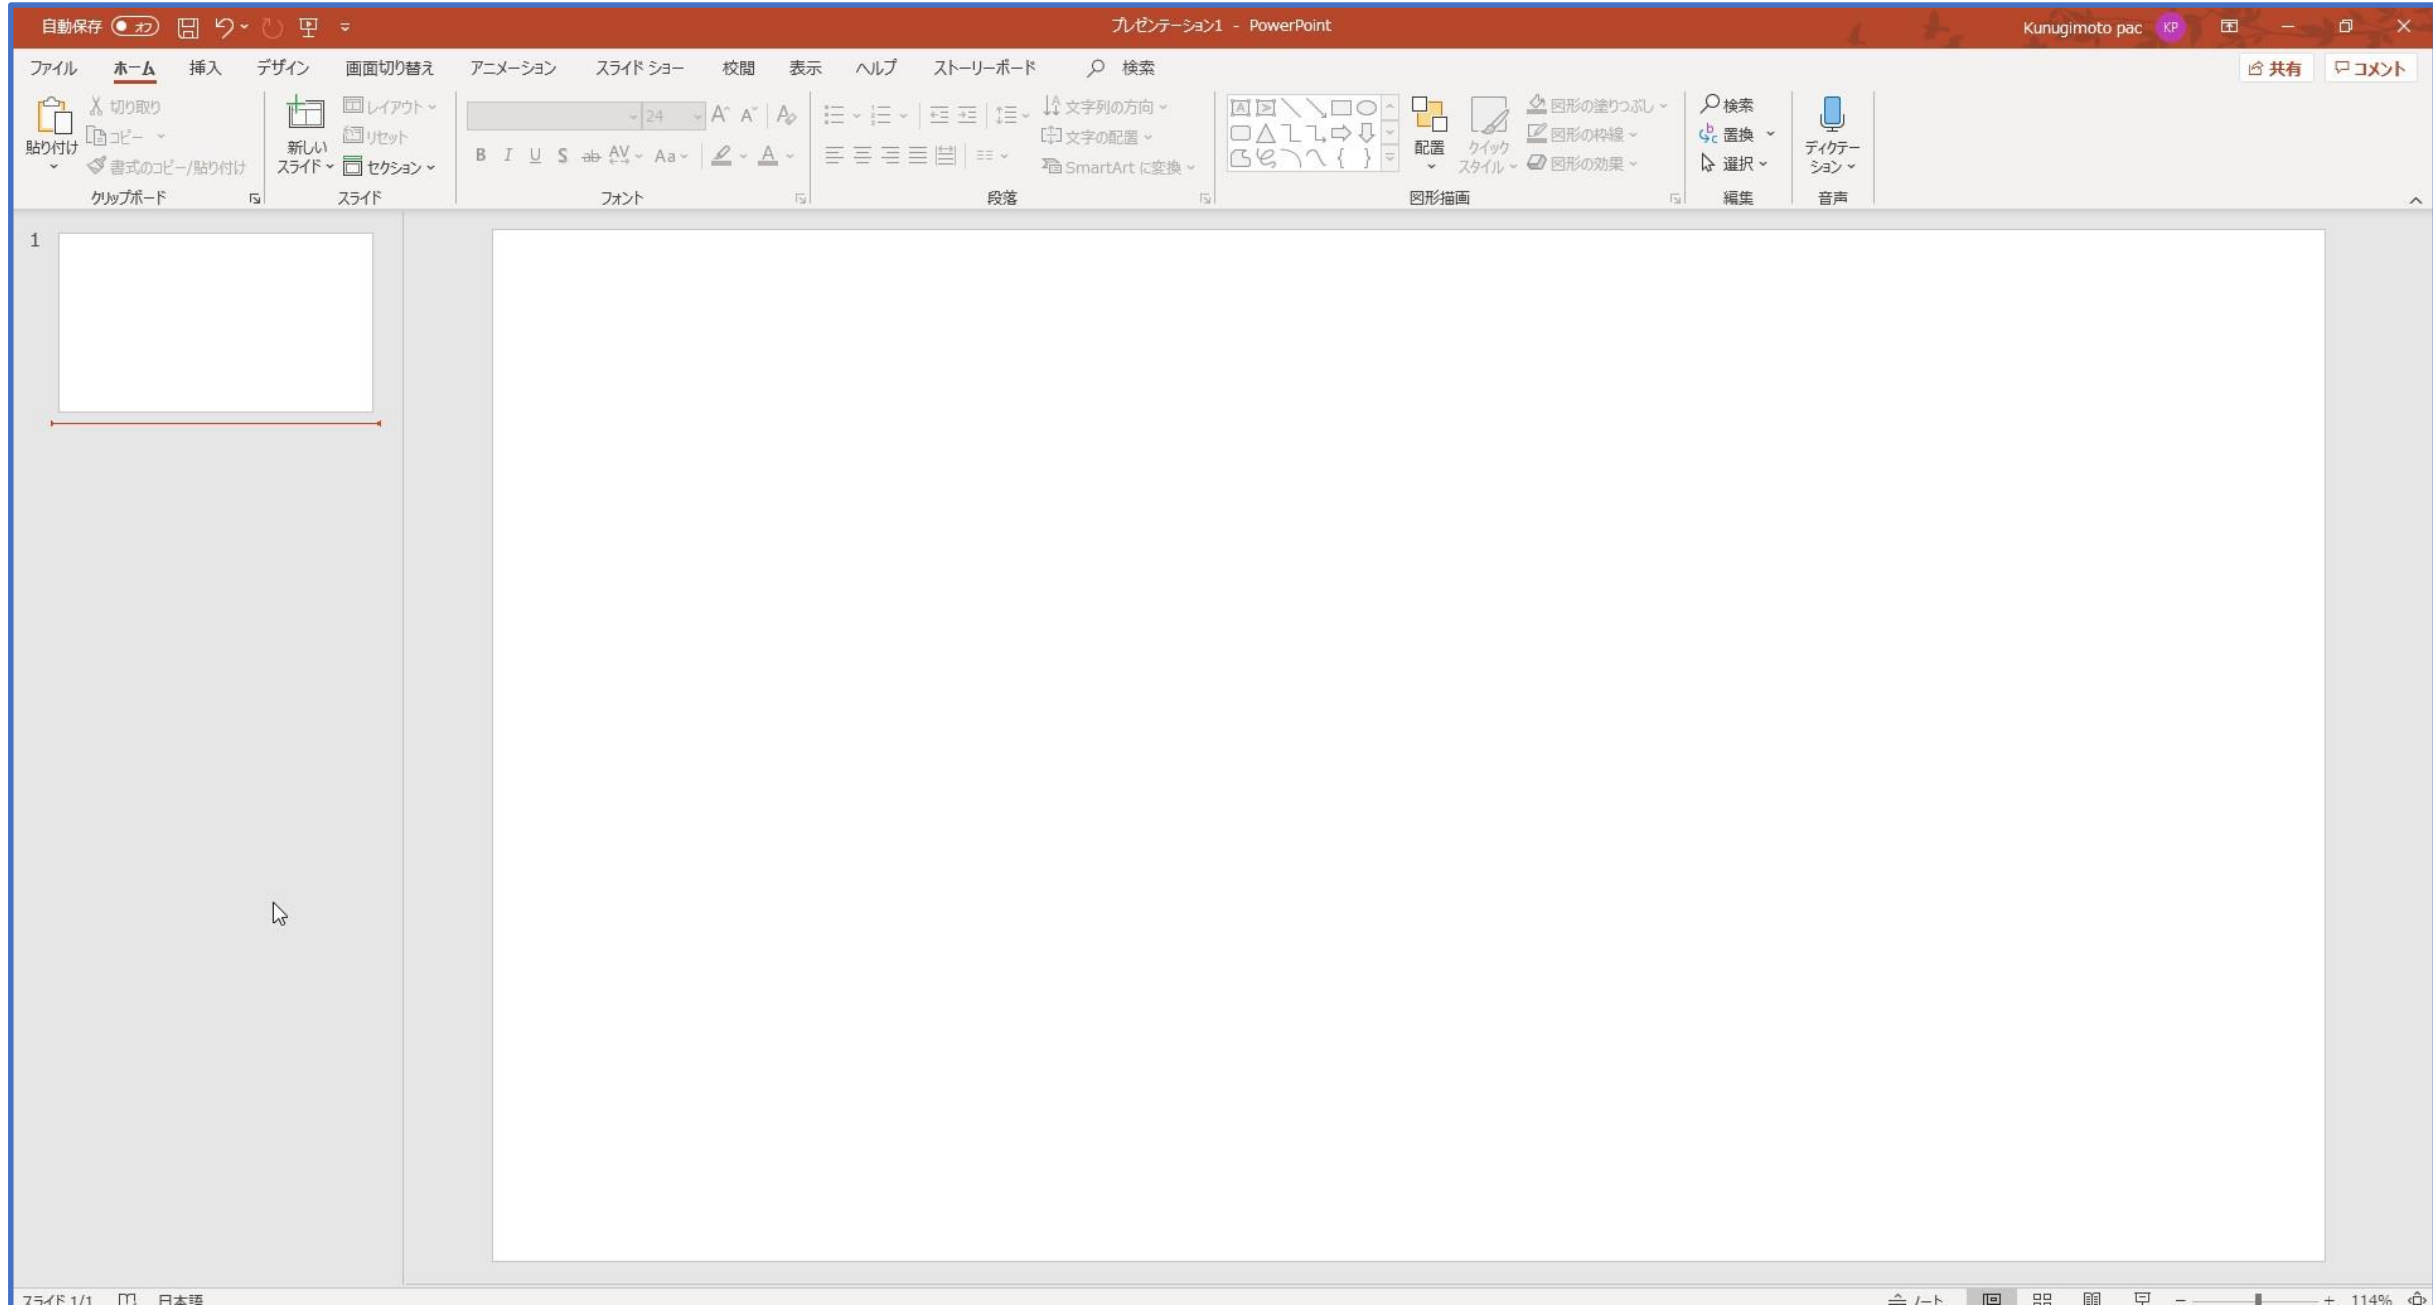 自動保存 オフ
プレゼンテーション1 - PowerPoint
Kunugimoto pac KP
ファイル ホーム 挿入 デザイン 画面切り替え アニメーション スライド ショー 校閲 表示 ヘルプ ストーリーボード 検索
共有 コメント
貼り付け
切り取り
コピー
書式のコピー/貼り付け
クリップボード
新しい
スライド
レイアウト
リセット
セクション
スライド
24 A A A
B I U S ab AV Aa A
フォント
文字列の方向
文字の配置
SmartArt に変換
段落
配置
クイック
スタイル
図形の塗りつぶし
図形の枠線
図形の効果
図形描画
検索
置換
選択
編集
ディクテー
ション
音声
1
スライド 1/1 日本語
ノート
114%